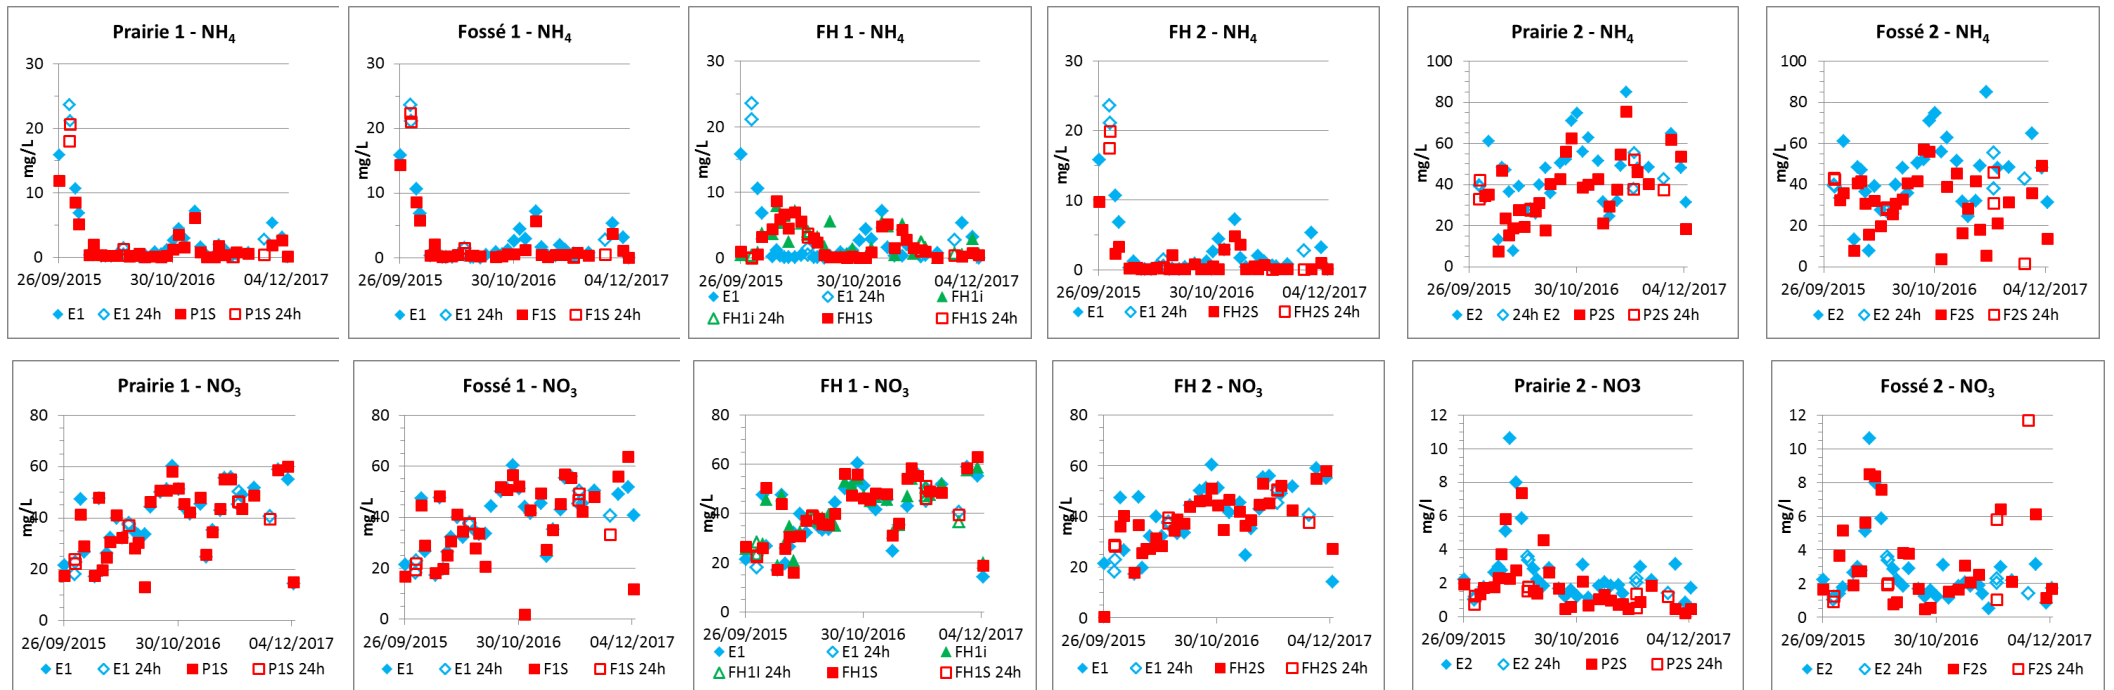 Prairie 1 - NH4
mg/L
30
20
10
0
26/09/2015 30/10/2016 04/12/2017
E1 E1 24h P1S F1S 24h
Fossé 1 - NH4
30
20
10
0
mg/L
26/09/2015 30/10/2016 04/12/2017
E1 E1 24h F1S F1S 24h
FH 1 - NH4
30
20
10
0
mg/L
26/09/2015 30/10/2016 04/12/2017
E1 E1 24h FH1i
FH1i 24h FH1S FH1S 24h
FH 2 - NH4
30
20
10
0
mg/L
26/09/2015 30/10/2016 04/12/2017
E1 E1 24h FH2S FH2S 24h
Prairie 2 - NH4
100
80
60
40
20
0
mg/L
26/09/2015 30/10/2016 04/12/2017
E2 24h E2 P2S P2S 24h
Fossé 2 - NH4
100
80
60
40
20
0
mg/L
26/09/2015 30/10/2016 04/12/2017
E2 E2 24h F2S F2S 24h
Prairie 1 - NO3
80
60
40
20
0
mg/L
26/09/2015 30/10/2016 04/12/2017
E1 E1 24h P1S P1S 24h
Fossé 1 - NO3
80
60
40
20
0
mg/L
26/09/2015 30/10/2016 04/12/2017
E1 E1 24h F1S F1S 24h
FH 1 - NO3
80
60
40
20
0
mg/L
26/09/2015 30/10/2016 04/12/2017
E1 E1 24h FH1i
FH1I 24h FH1S FH1S 24h
FH 2 - NO3
80
60
40
20
0
mg/L
26/09/2015 30/10/2016 04/12/2017
E1 E1 24h FH2S FH2S 24h
Prairie 2 - NO3
12
10
8
6
4
2
0
mg/l
26/09/2015 30/10/2016 04/12/2017
E2 E2 24h P2S P2S 24h
Fossé 2 - NO3
12
10
8
6
4
2
0
mg/l
26/09/2015 30/10/2016 04/12/2017
E2 E2 24h F2S F2S 24h